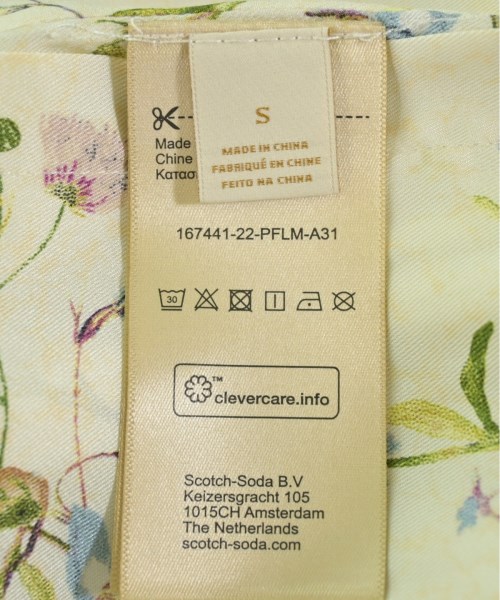 S
MADE IN CHINA
FABRIQUÉ EN CHINE
FEITO NA CHINA
Made
Chine
167441-22-PFLM-A31
30
™
clevercare.info
Scotch-Soda B.V
Keizersgracht 105
1015CH Amsterdam
The Netherlands
scotch-soda.com